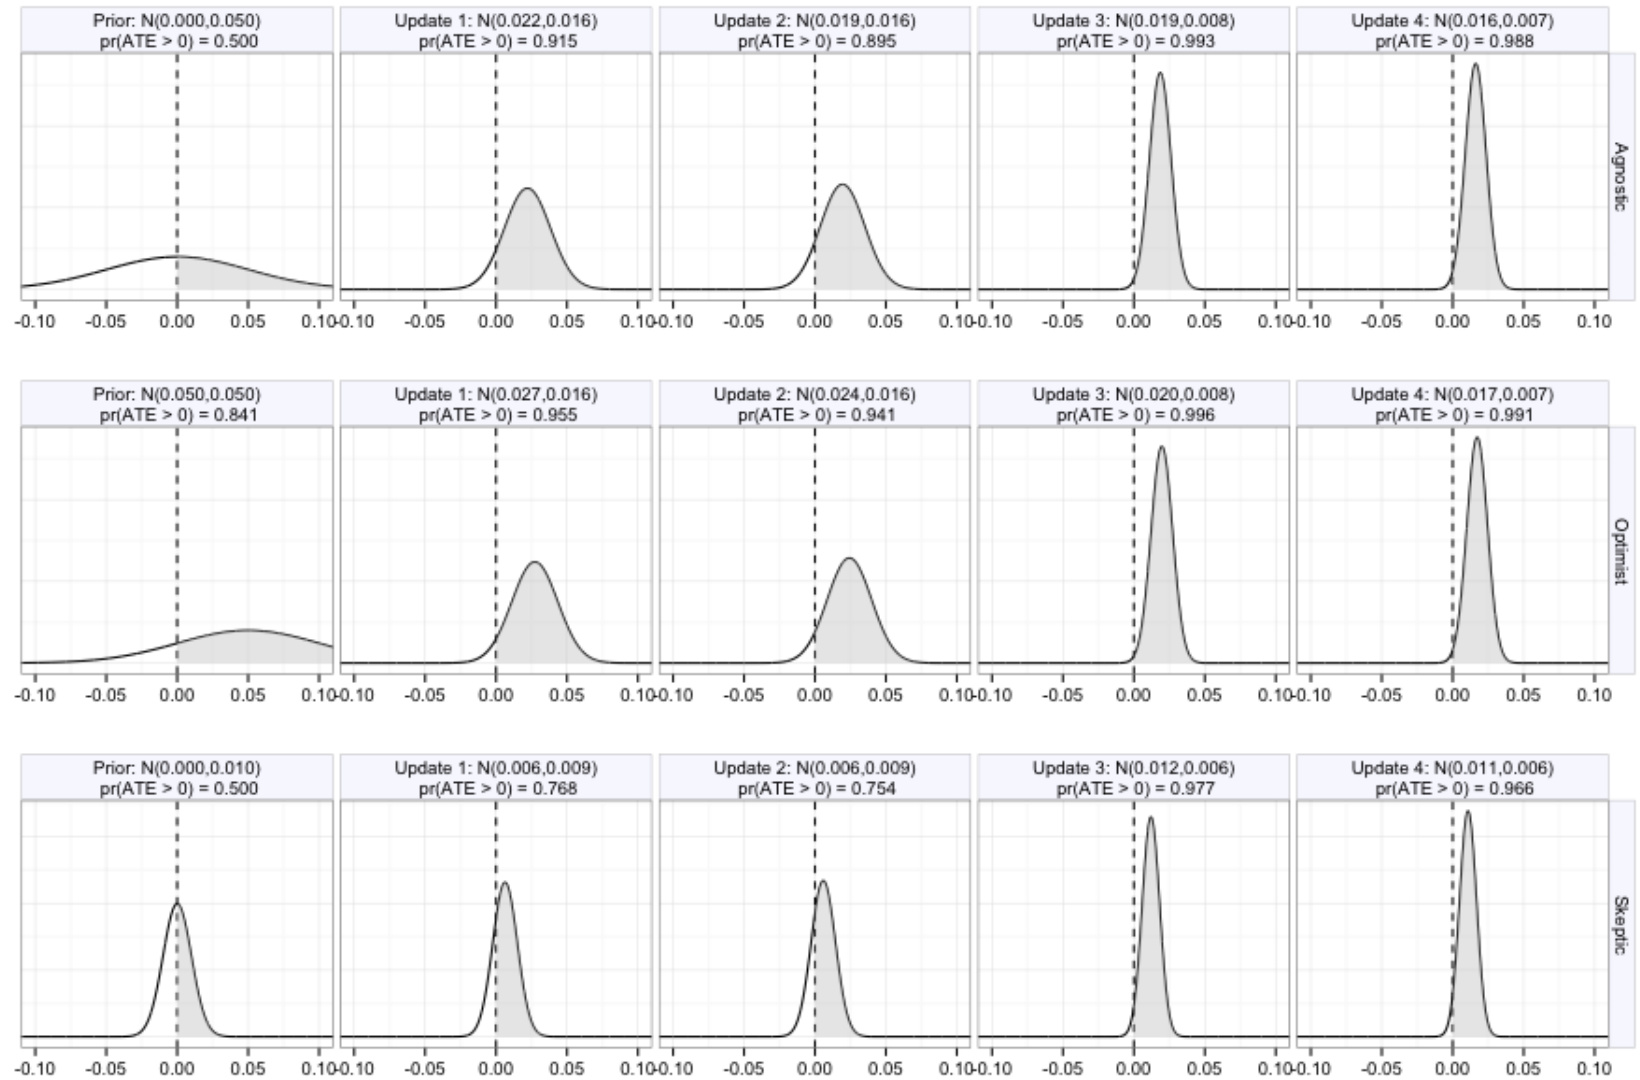 Prior: N(0.000,0.050)
pr(ATE > 0) = 0.500
Update 1: N(0.022,0.016)
pr(ATE > 0) = 0.915
Update 2: N(0.019,0.016)
pr(ATE > 0) = 0.895
Update 3: N(0.019,0.008)
pr(ATE > 0) = 0.993
Update 4: N(0.016,0.007)
pr(ATE > 0) = 0.988
Agnostic
-0.10 -0.05 0.00 0.05 0.10 -0.10 -0.05 0.00 0.05 0.10 -0.10 -0.05 0.00 0.05 0.10 -0.10 -0.05 0.00 0.05 0.10 -0.10 -0.05 0.00 0.05 0.10
Prior: N(0.050,0.050)
pr(ATE > 0) = 0.841
Update 1: N(0.027,0.016)
pr(ATE > 0) = 0.955
Update 2: N(0.024,0.016)
pr(ATE > 0) = 0.941
Update 3: N(0.020,0.008)
pr(ATE > 0) = 0.996
Update 4: N(0.017,0.007)
pr(ATE > 0) = 0.991
Optimist
-0.10 -0.05 0.00 0.05 0.10 -0.10 -0.05 0.00 0.05 0.10 -0.10 -0.05 0.00 0.05 0.10 -0.10 -0.05 0.00 0.05 0.10 -0.10 -0.05 0.00 0.05 0.10
Prior: N(0.000,0.010)
pr(ATE > 0) = 0.500
Update 1: N(0.006,0.009)
pr(ATE > 0) = 0.768
Update 2: N(0.006,0.009)
pr(ATE > 0) = 0.754
Update 3: N(0.012,0.006)
pr(ATE > 0) = 0.977
Update 4: N(0.011,0.006)
pr(ATE > 0) = 0.966
Skeptic
-0.10 -0.05 0.00 0.05 0.10 -0.10 -0.05 0.00 0.05 0.10 -0.10 -0.05 0.00 0.05 0.10 -0.10 -0.05 0.00 0.05 0.10 -0.10 -0.05 0.00 0.05 0.10